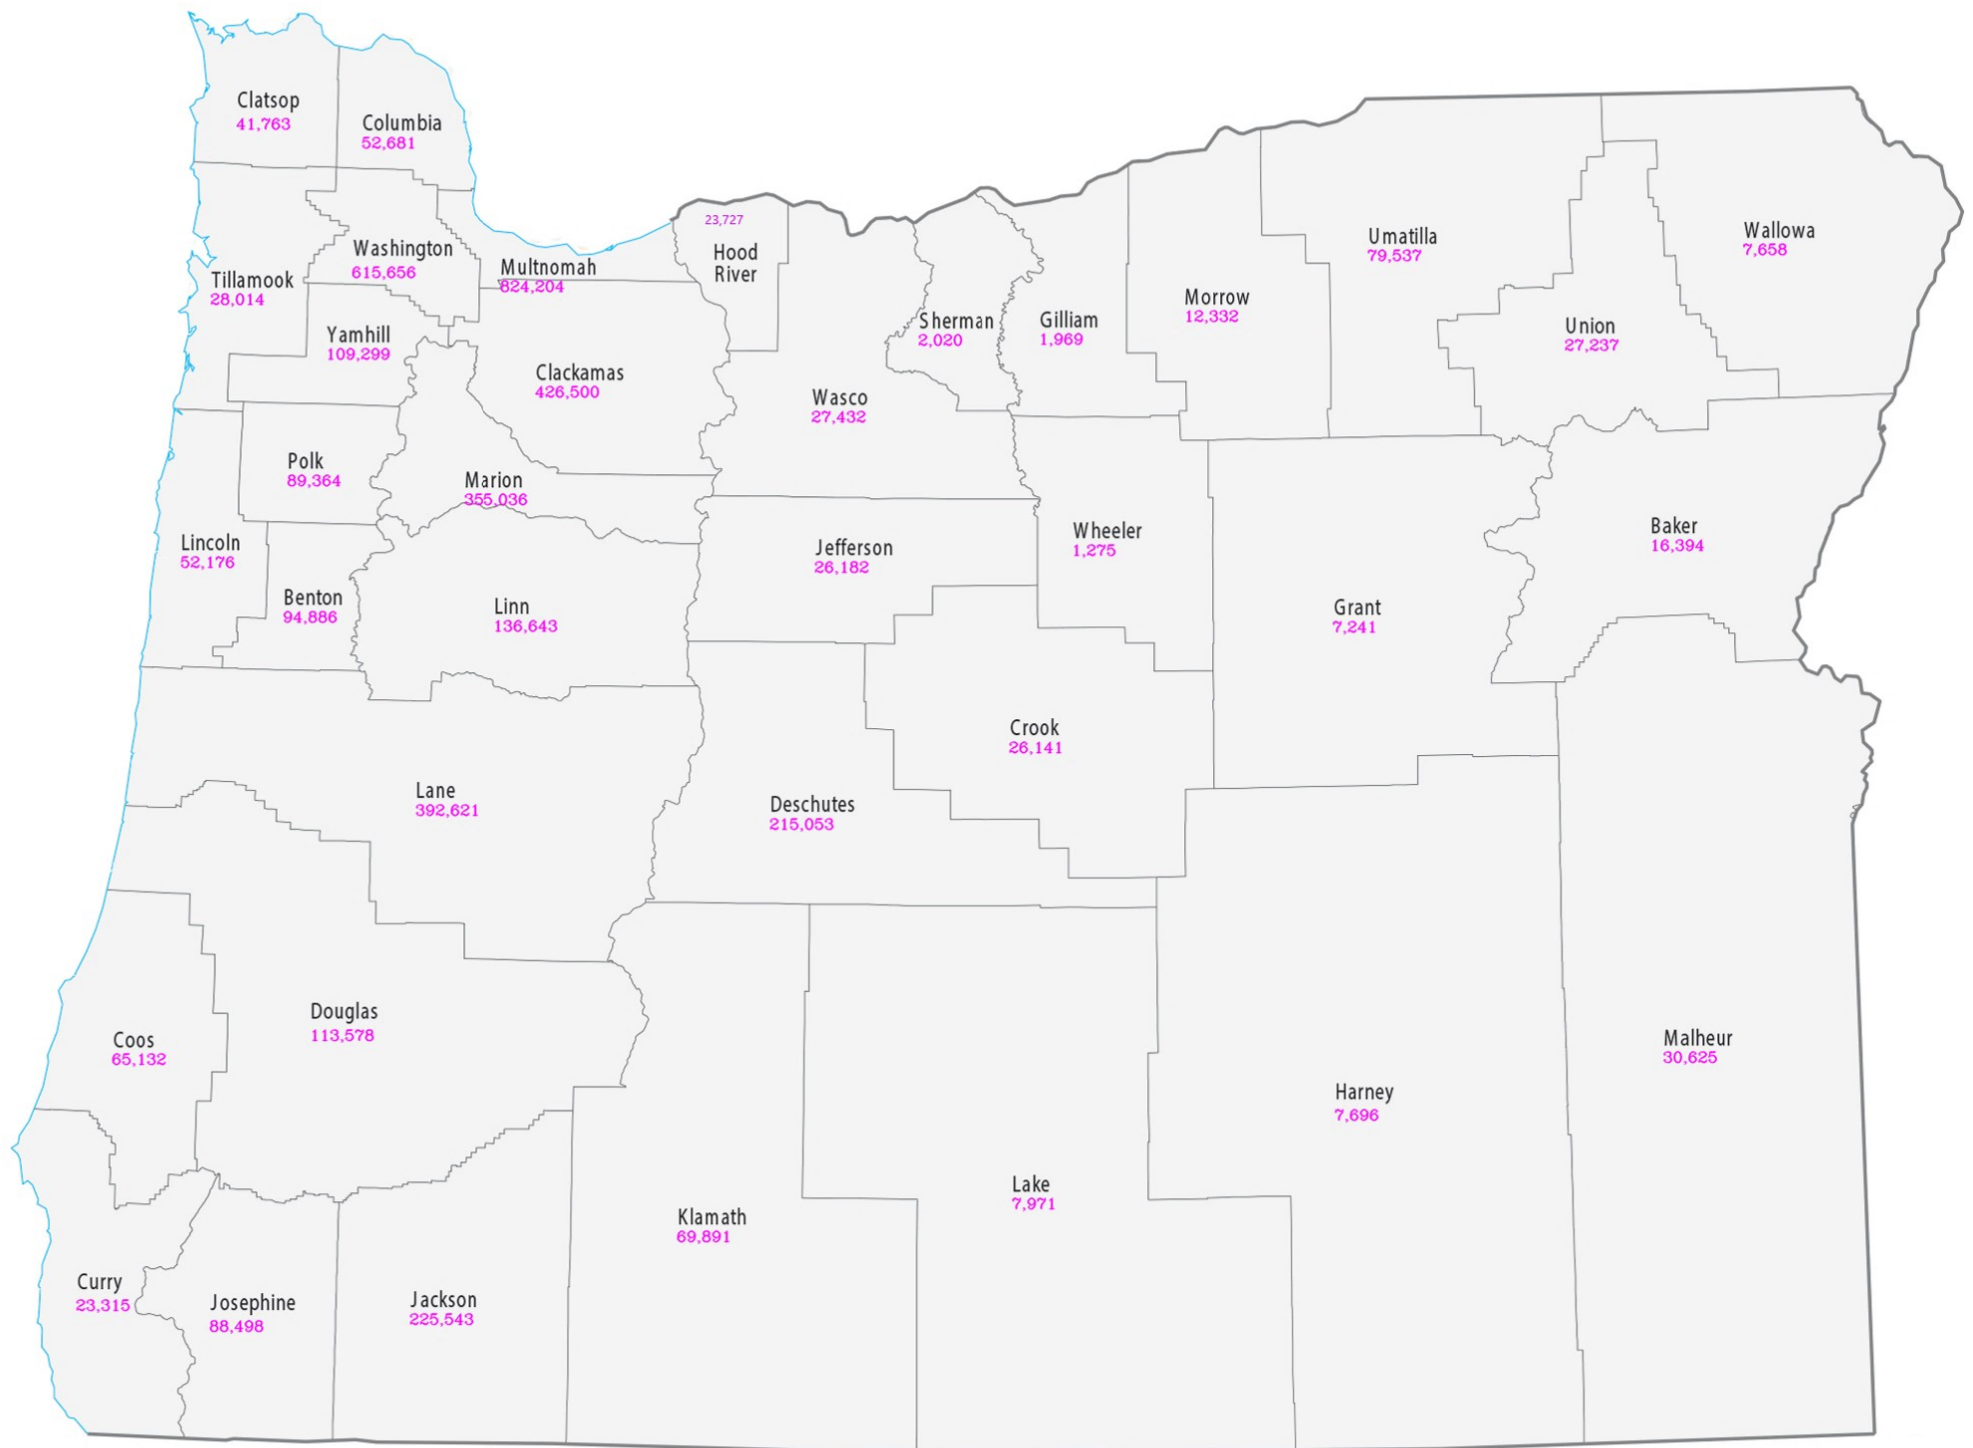 Clatsop
41,763
Columbia
52,681
Washington
615,656
Tillamook
28,014
Multnomah
824,204
23,727
Hood
River
Yamhill
109,299
Clackamas
426,500
Wasco
27,432
Sherman
2,020
Gilliam
1,969
Morrow
12,332
Umatilla
79,537
Union
27,237
Wallowa
7,658
Polk
89,364
Marion
355,036
Lincoln
52,176
Benton
94,886
Linn
136,643
Jefferson
26,182
Wheeler
1,275
Grant
7,241
Baker
16,394
Lane
392,621
Deschutes
215,053
Crook
26,141
Coos
65,132
Douglas
113,578
Harney
7,696
Malheur
30,625
Curry
23,315
Josephine
88,498
Jackson
225,543
Klamath
69,891
Lake
7,971